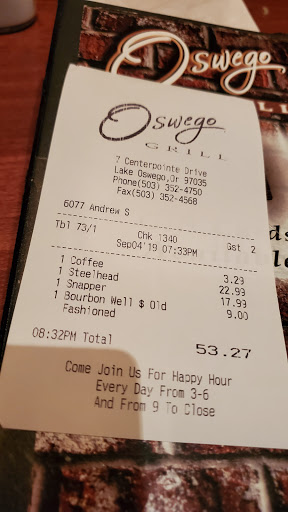 Oswego
Oswego
GRILL
7 Centerpointe Drive
Lake Oswego,Or 97035
Phone(503) 352-4750
Fax(503) 352-4568
6077 Andrew S
Tbl 73/1 Chk 1340 Gst 2
Sep04'19 07:33PM
1 Coffee 3.29
1 Steelhead 22.99
1 Snapper 17.99
1 Bourbon Well $ Old 9.00
Fashioned
08:32PM Total 53.27
Come Join Us For Happy Hour
Every Day From 3-6
And From 9 To Close